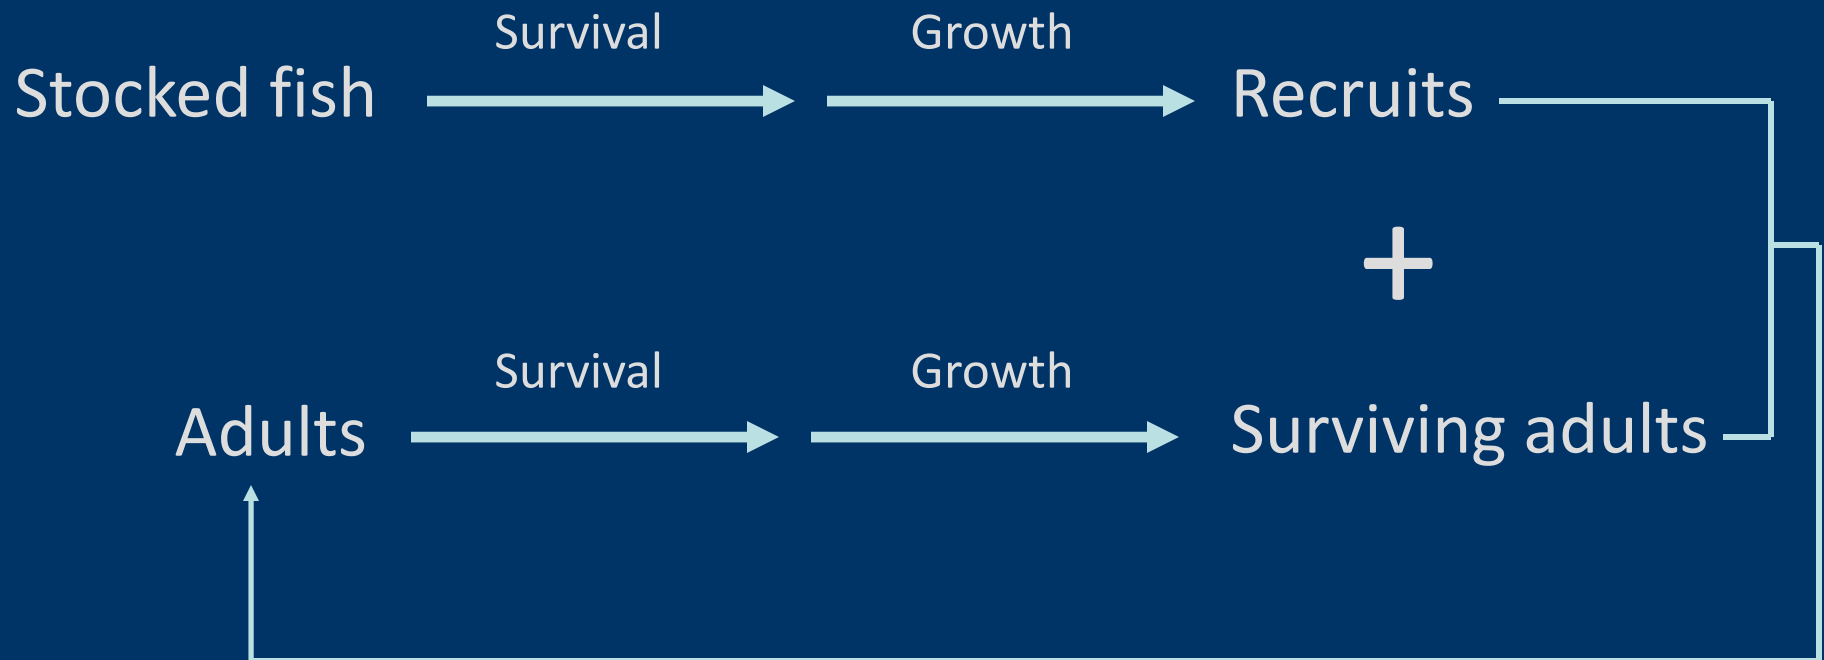 Survival
Growth
Stocked fish
Recruits
+
Survival
Growth
Adults
Surviving adults